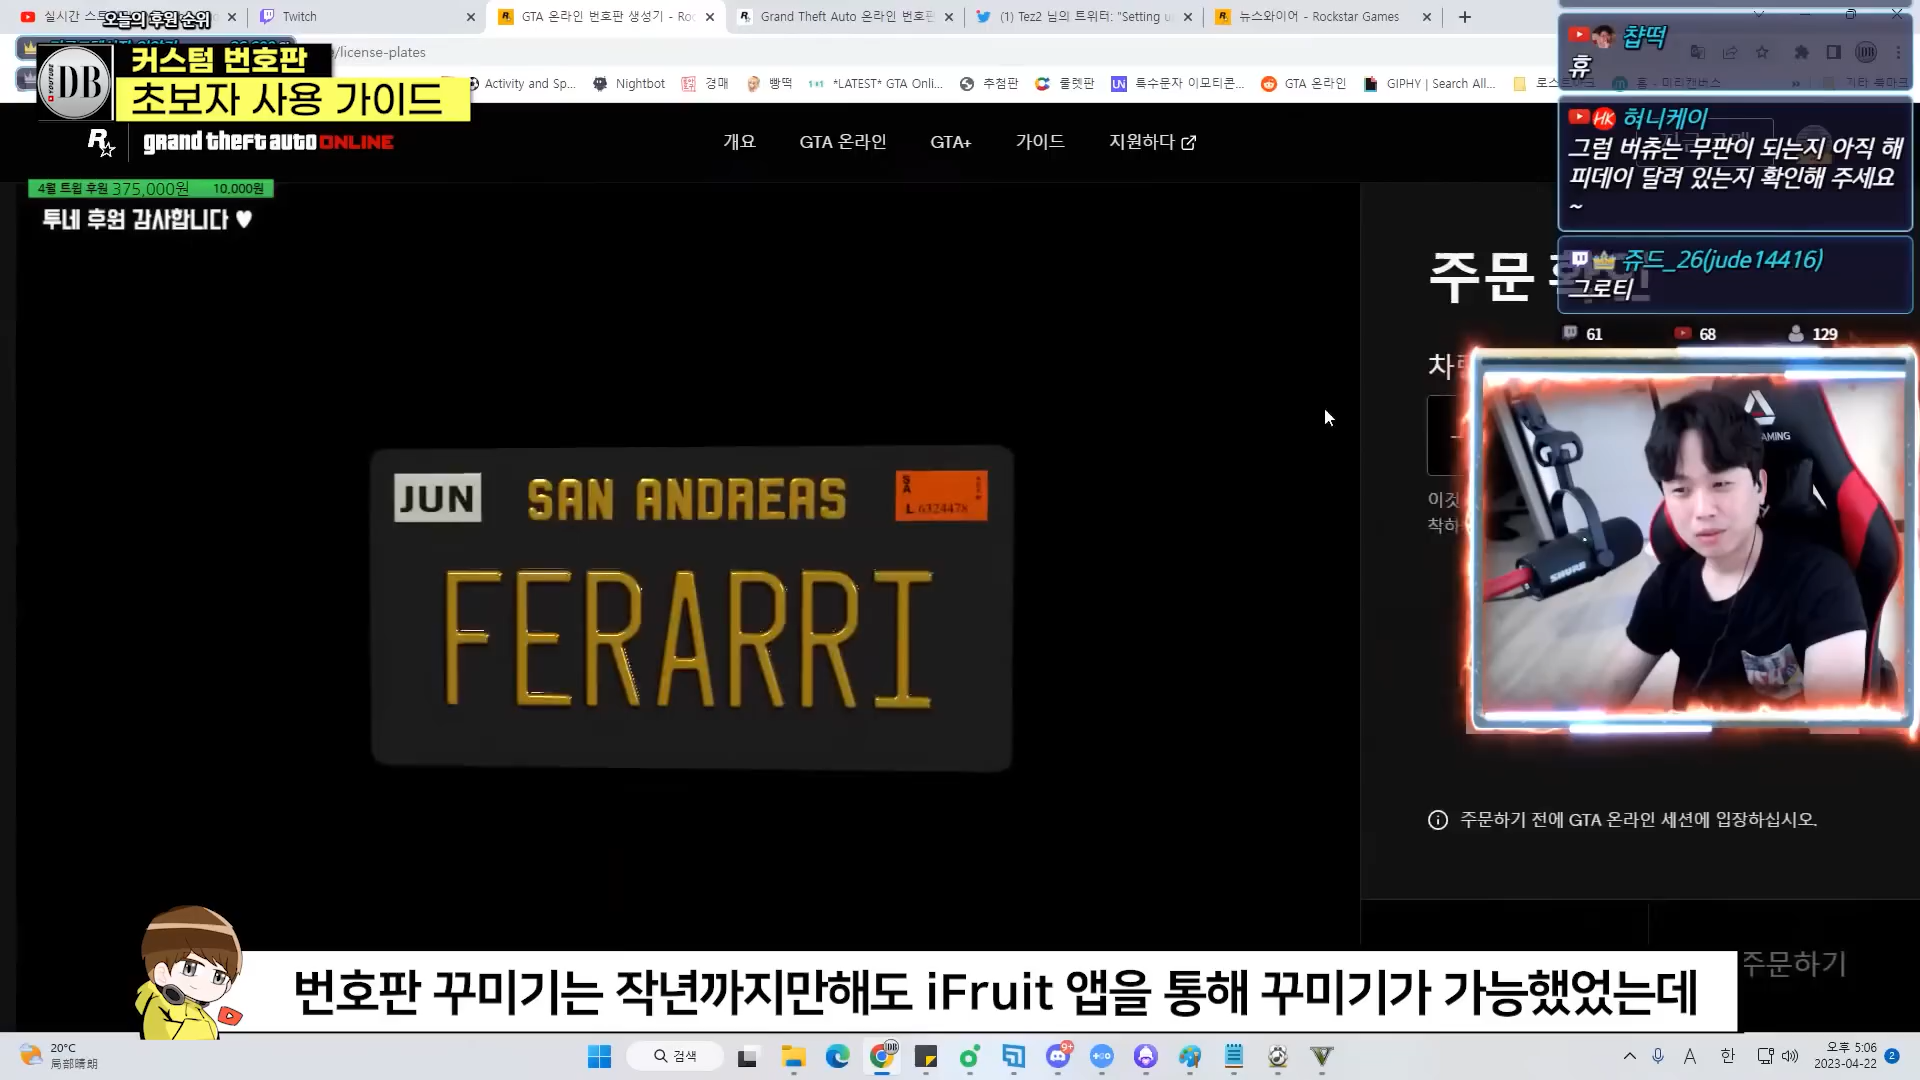 오늘의 후원 순위
Twitch
GTA 온라인 번호판 생성기 - Roc
Grand Theft Auto 온라인 번호판
(1) Tez2 님의 트위터: "Setting u
뉴스와이어 - Rockstar Games
/license-plates
DB
커스텀 번호판
초보자 사용 가이드
Activity and Sp...
Nightbot
경매
빵떡
*LATEST* GTA Onli...
추첨판
룰렛판
특수문자 이모티콘...
GTA 온라인
GIPHY | Search All...
grand theft auto ONLINE
개요
GTA 온라인
GTA+
가이드
지원하다
4월 트윕 후원 375,000원 10,000원
투네 후원 감사합니다 ♥
챱떡
휴
혀니케이
그럼 버츄는 무판이 되는지 아직 해
피데이 달려 있는지 확인해 주세요
~
쥬드_26(jude14416)
그로티
61
68
129
주문
JUN
SAN ANDREAS
L 6324478
FERARRI
SHURE
주문하기 전에 GTA 온라인 세션에 입장하십시오.
주문하기
번호판 꾸미기는 작년까지만해도 iFruit 앱을 통해 꾸미기가 가능했었는데
20°C
局部晴朗
검색
A
한
오후 5:06
2023-04-22
2